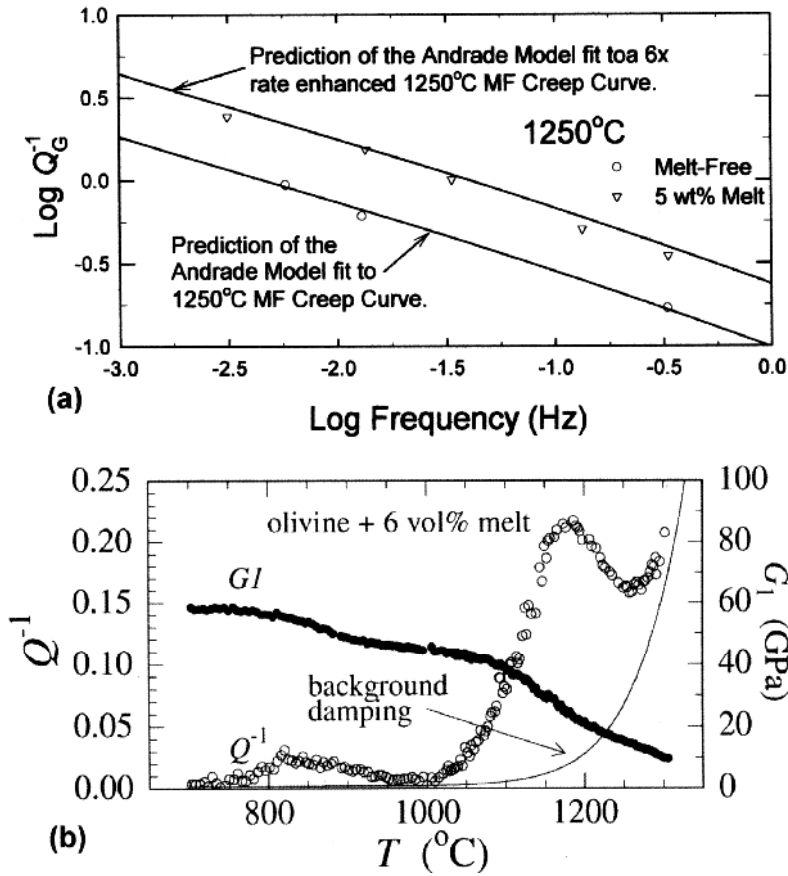 1.0
Prediction of the Andrade Model fit toa 6x
rate enhanced 1250°C MF Creep Curve.
0.5
1250°C
Melt-Free
5 wt% Melt
0.0
Log Q_G^-1
Prediction of the
Andrade Model fit to
1250°C MF Creep Curve.
-0.5
-1.0
-3.0 -2.5 -2.0 -1.5 -1.0 -0.5 0.0
(a)
Log Frequency (Hz)
0.25 100
olivine + 6 vol% melt
0.20 80
G1
0.15 60
Q^-1
G_1 (GPa)
0.10 40
background
damping
0.05 20
Q^-1
0.00 0
800 1000 1200
(b)
T (°C)